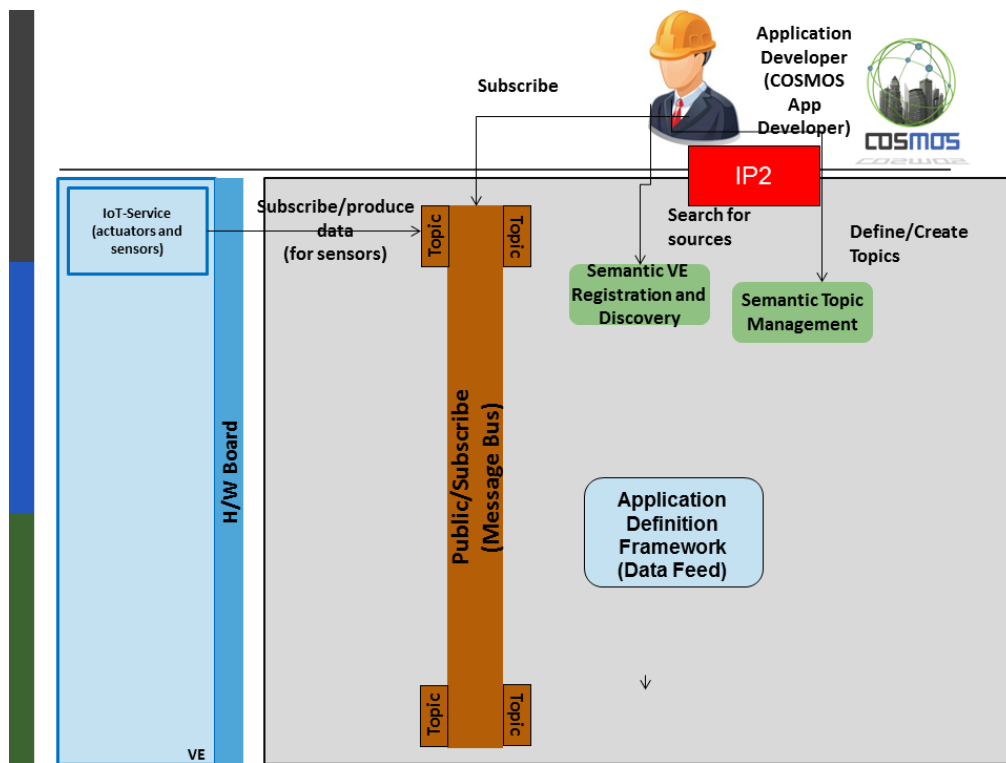 Application
Developer
(COSMOS
App
Developer)
Subscribe
COSMOS
IP2
IoT-Service
(actuators and
sensors)
Subscribe/produce
data
(for sensors)
Topic
Topic
Search for
sources
Define/Create
Topics
Semantic VE
Registration and
Discovery
Semantic Topic
Management
H/W Board
Public/Subscribe
(Message Bus)
Application
Definition
Framework
(Data Feed)
Topic
Topic
VE